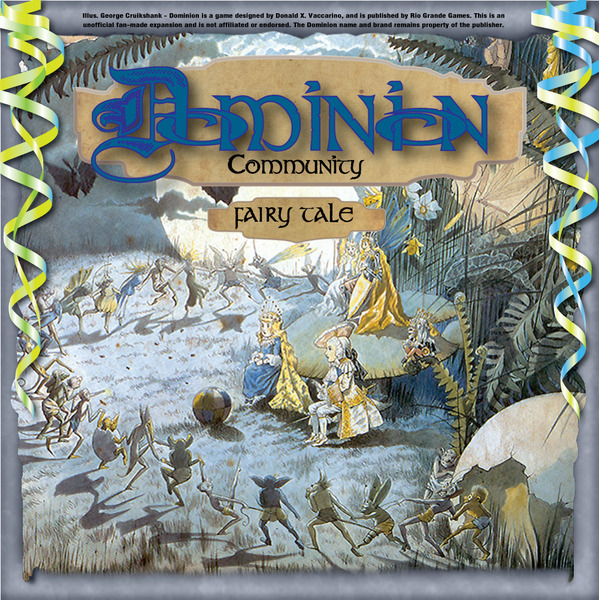 Illus. George Cruikshank - Dominion is a game designed by Donald X. Vaccarino, and is published by Rio Grande Games. This is an
unofficial fan-made expansion and is not affiliated or endorsed. The Dominion name and brand remains property of the publisher.
Dominion
Community
Fairy Tale